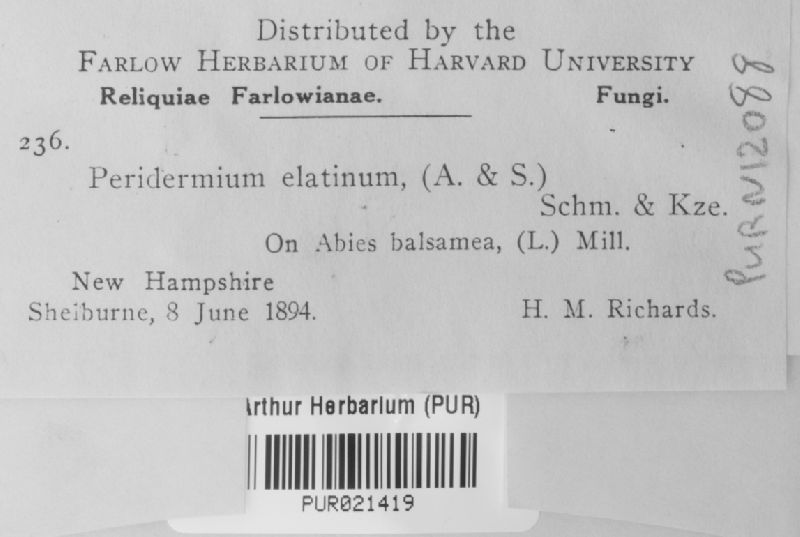 Distributed by the
FARLOW HERBARIUM OF HARVARD UNIVERSITY
Reliquiae Farlowianae. Fungi.
236.
Peridermium elatinum, (A. & S.)
Schm. & Kze.
On Abies balsamea, (L.) Mill.
New Hampshire
Shelburne, 8 June 1894. H. M. Richards.
PUR N12088
Arthur Herbarium (PUR)
PUR021419